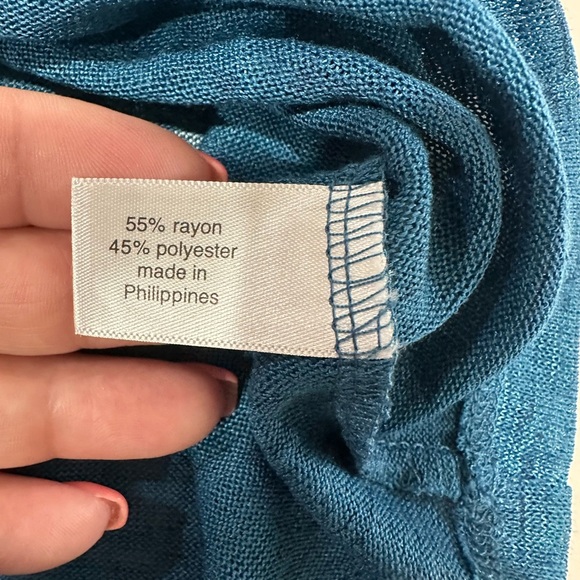 55% rayon
45% polyester
made in
Philippines